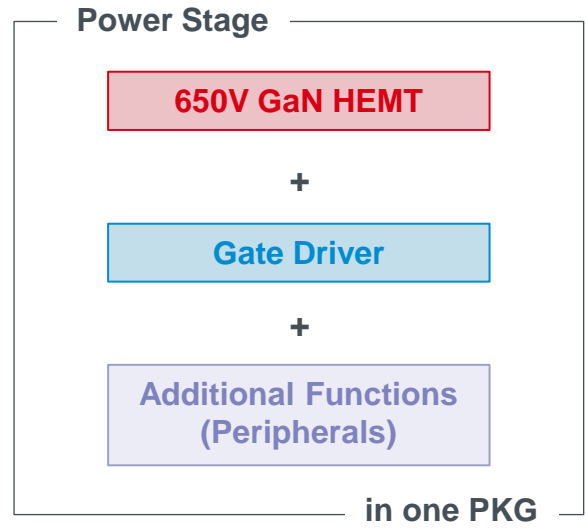 Power Stage
650V GaN HEMT
+
Gate Driver
+
Additional Functions
(Peripherals)
in one PKG